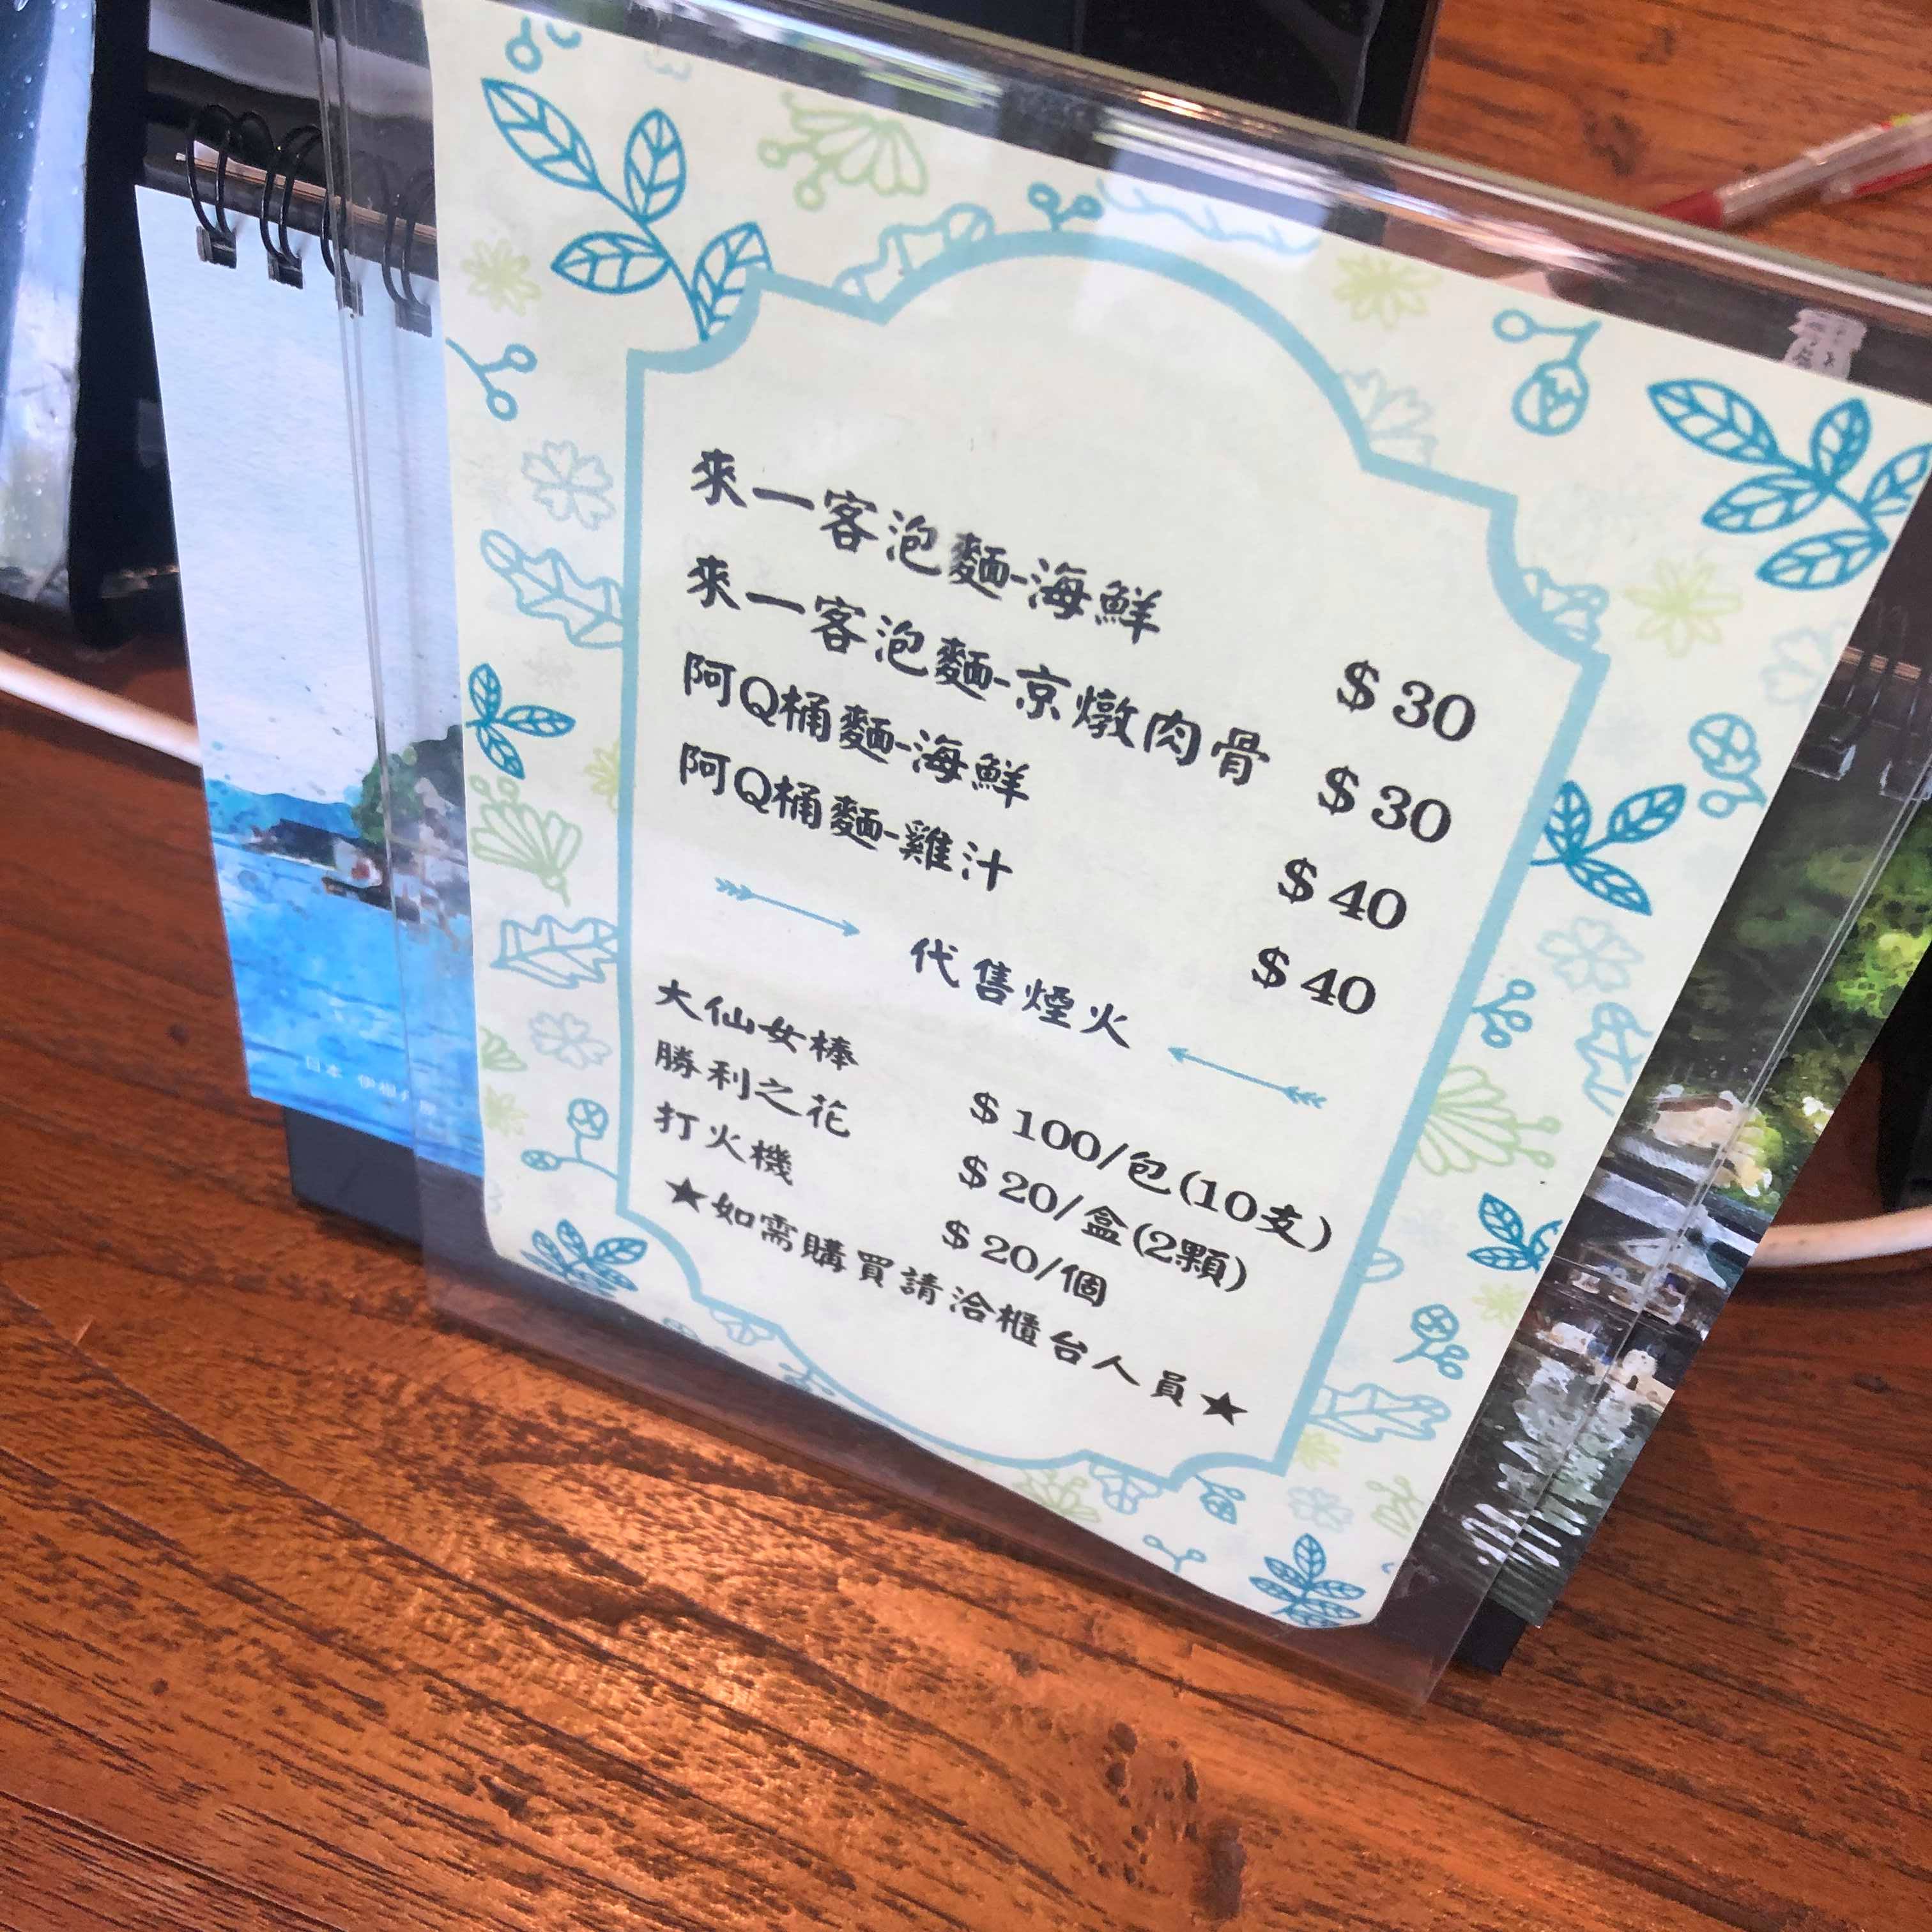 來一客泡麵-海鮮 $30
來一客泡麵-京燉肉骨 $30
阿Q桶麵-海鮮 $40
阿Q桶麵-雞汁 $40
代售煙火
大仙女棒 $100/包(10支)
勝利之花 $20/盒(2顆)
打火機 $20/個
★如需購買請洽櫃台人員★
日本